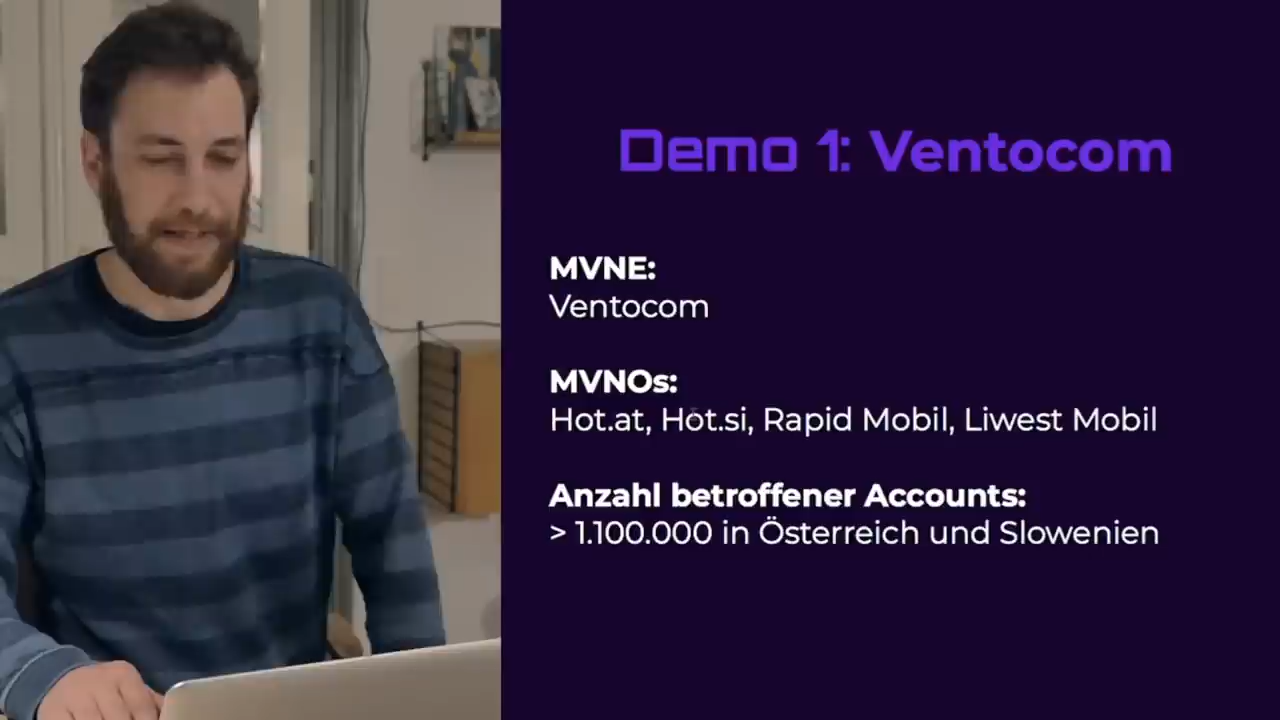 Demo 1: Ventocom
MVNE:
Ventocom
MVNOs:
Hot.at, Hot.si, Rapid Mobil, Liwest Mobil
Anzahl betroffener Accounts:
> 1.100.000 in Österreich und Slowenien